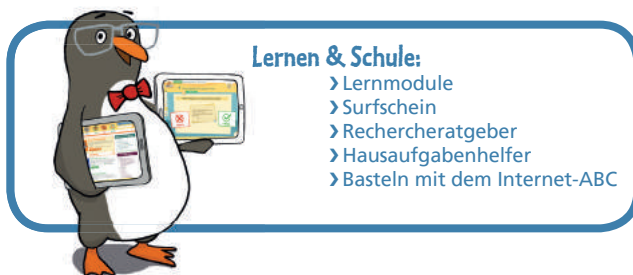 Lernen & Schule:
› Lernmodule
› Surfschein
› Rechercheratgeber
› Hausaufgabenhelfer
› Basteln mit dem Internet-ABC